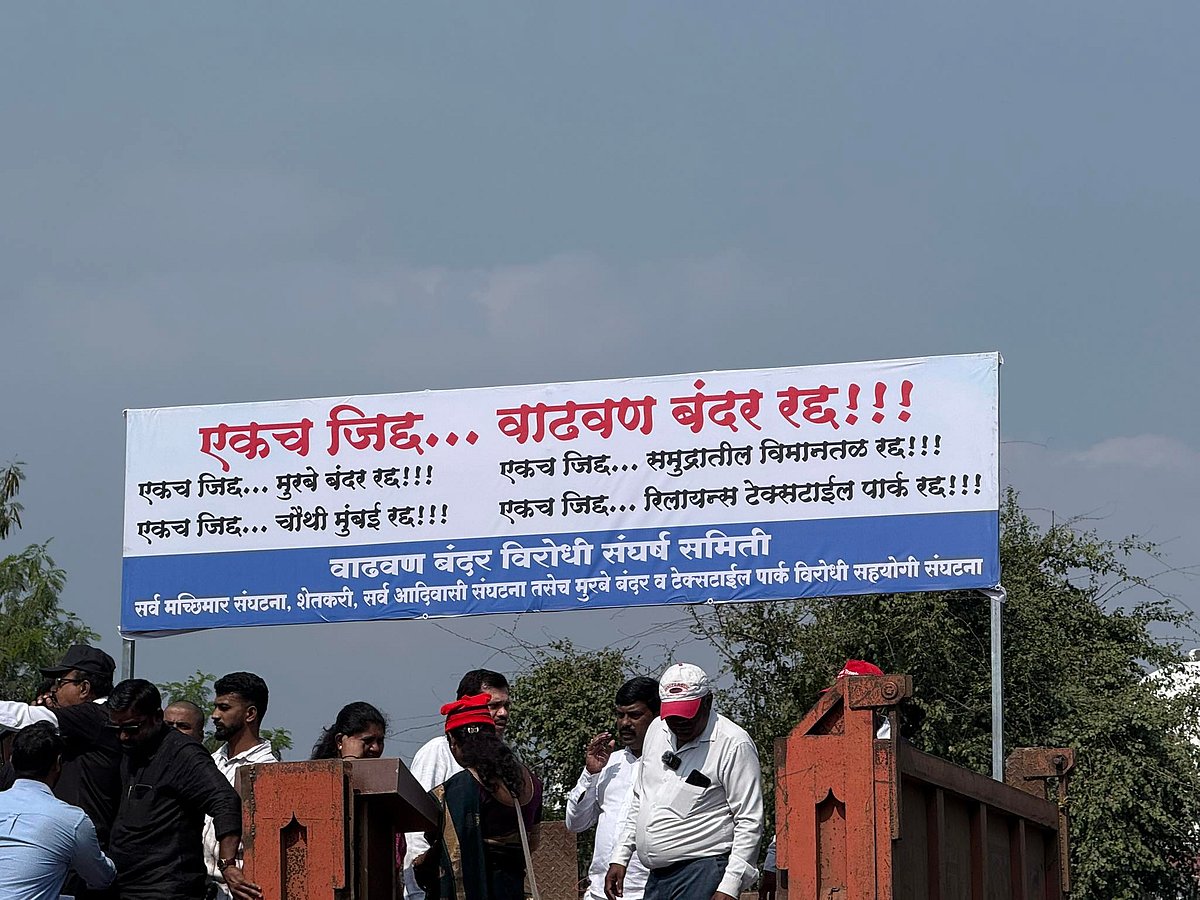 एकच जिद्द... वाढवण बंदर रद्द!!!
एकच जिद्द... मुरबे बंदर रद्द!!!
एकच जिद्द... समुद्रातील विमानतळ रद्द!!!
एकच जिद्द... चौथी मुंबई रद्द!!!
एकच जिद्द... रिलायन्स टेक्सटाईल पार्क रद्द!!!
वाढवण बंदर विरोधी संघर्ष समिती
सर्व मच्छिमार संघटना, शेतकरी, सर्व आदिवासी संघटना तसेच मुरबे बंदर व टेक्सटाईल पार्क विरोधी सहयोगी संघटना